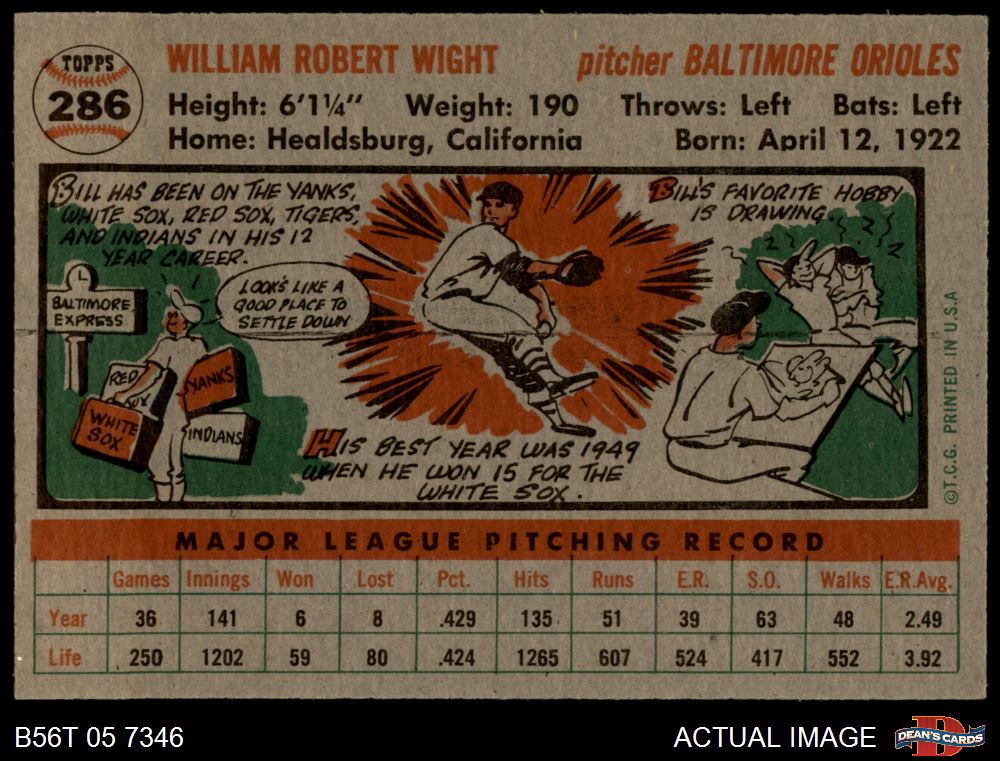 TOPPS
286
WILLIAM ROBERT WIGHT pitcher BALTIMORE ORIOLES
Height: 6'1¼" Weight: 190 Throws: Left Bats: Left
Home: Healdsburg, California Born: April 12, 1922
BILL HAS BEEN ON THE YANKS,
WHITE SOX, RED SOX, TIGERS,
AND INDIANS IN HIS 12
YEAR CAREER.
BALTIMORE
EXPRESS
LOOK'S LIKE A
GOOD PLACE TO
SETTLE DOWN
RED
SOX
YANKS
WHITE
SOX
INDIANS
HIS BEST YEAR WAS 1949
WHEN HE WON 15 FOR THE
WHITE SOX.
BILL'S FAVORITE HOBBY
IS DRAWING.
©T.C.G. PRINTED IN U.S.A
MAJOR LEAGUE PITCHING RECORD
Games Innings Won Lost Pct. Hits Runs E.R. S.O. Walks E.R.Avg.
Year 36 141 6 8 .429 135 51 39 63 48 2.49
Life 250 1202 59 80 .424 1265 607 524 417 552 3.92
B56T 05 7346
ACTUAL IMAGE
DEAN'S CARDS